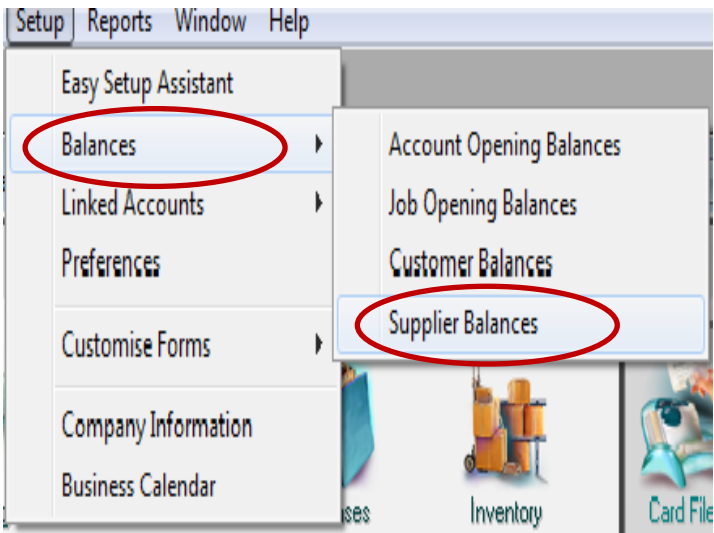 Setup Reports Window Help
Easy Setup Assistant
Balances
Linked Accounts
Preferences
Customise Forms
Company Information
Business Calendar
Account Opening Balances
Job Opening Balances
Customer Balances
Supplier Balances
ses Inventory Card File